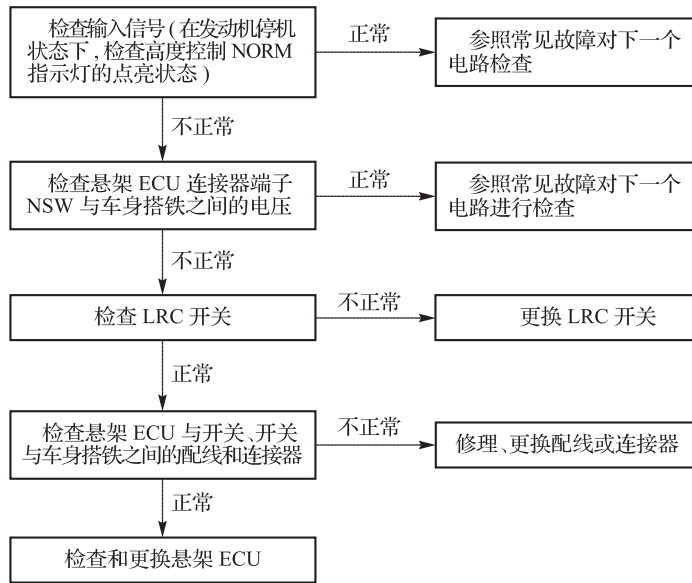 检查输入信号(在发动机停机
状态下,检查高度控制 NORM
指示灯的点亮状态)
正常
参照常见故障对下一个
电路检查
不正常
检查悬架 ECU 连接器端子
NSW 与车身搭铁之间的电压
正常
参照常见故障对下一个
电路进行检查
不正常
检查 LRC 开关
不正常
更换 LRC 开关
正常
检查悬架 ECU 与开关、开关
与车身搭铁之间的配线和连接器
不正常
修理、更换配线或连接器
正常
检查和更换悬架 ECU